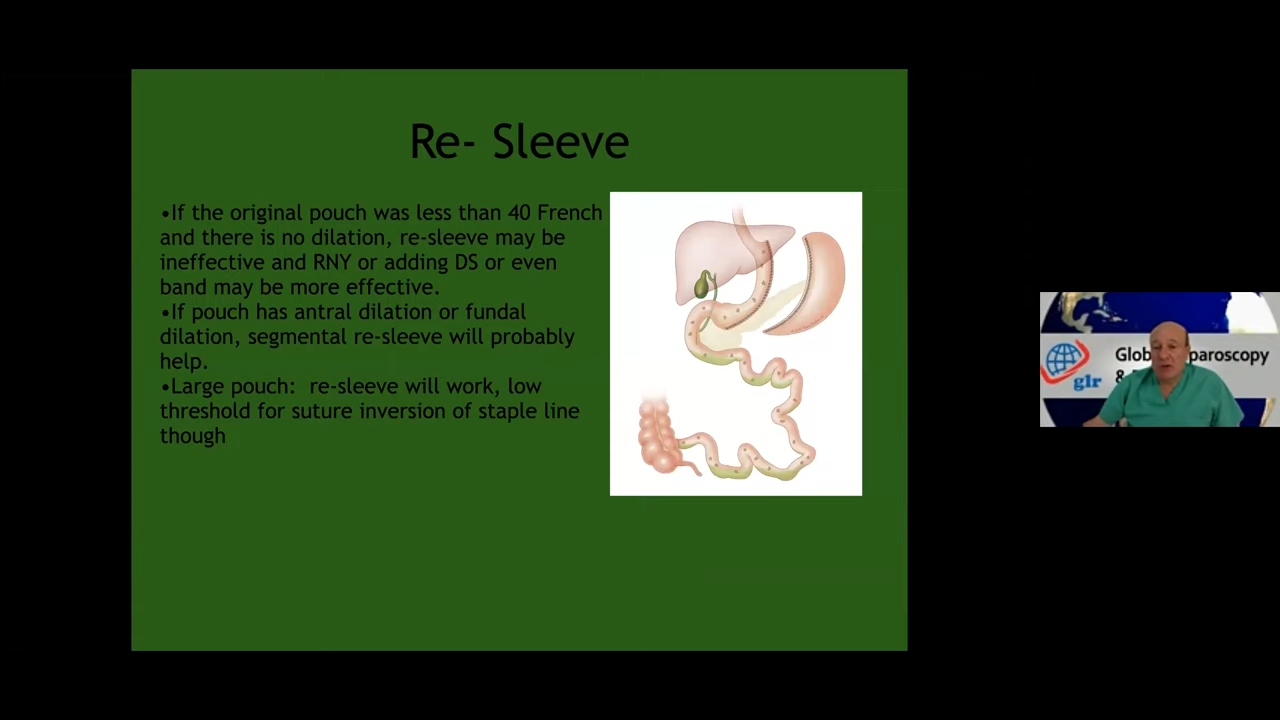 Re- Sleeve
•If the original pouch was less than 40 French
and there is no dilation, re-sleeve may be
ineffective and RNY or adding DS or even
band may be more effective.
•If pouch has antral dilation or fundal
dilation, segmental re-sleeve will probably
help.
•Large pouch:  re-sleeve will work, low
threshold for suture inversion of staple line
though
glr